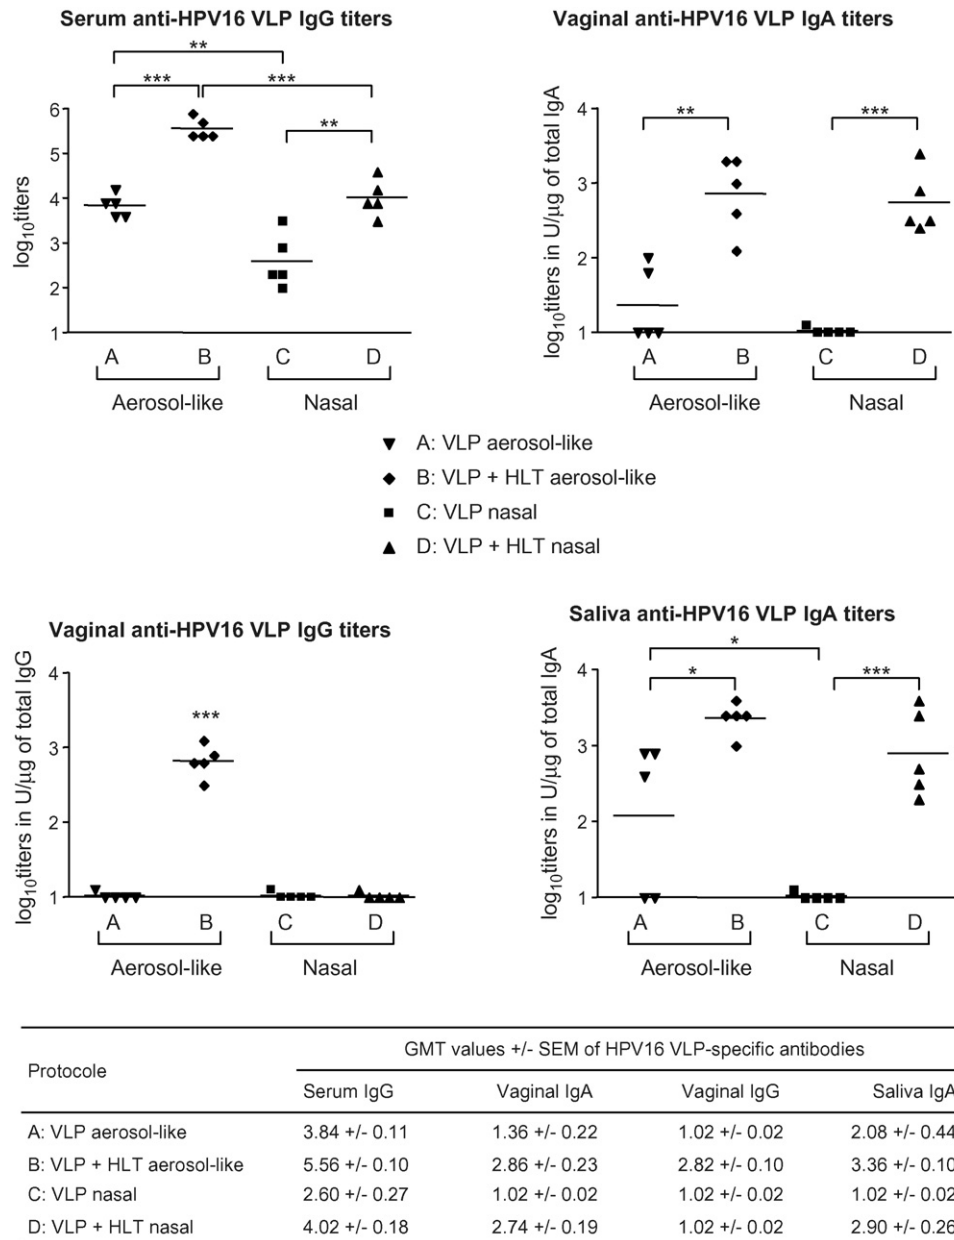 Serum anti-HPV16 VLP IgG titers
**
***
***
**
log₁₀titers
6
5
4
3
2
1
A B C D
Aerosol-like Nasal
Vaginal anti-HPV16 VLP IgA titers
**
***
log₁₀titers in U/µg of total IgA
4
3
2
1
A B C D
Aerosol-like Nasal
A: VLP aerosol-like
B: VLP + HLT aerosol-like
C: VLP nasal
D: VLP + HLT nasal
Vaginal anti-HPV16 VLP IgG titers
***
log₁₀titers in U/µg of total IgG
4
3
2
1
A B C D
Aerosol-like Nasal
Saliva anti-HPV16 VLP IgA titers
*
*
***
log₁₀titers in U/µg of total IgA
4
3
2
1
A B C D
Aerosol-like Nasal
Protocole GMT values +/- SEM of HPV16 VLP-specific antibodies
Serum IgG Vaginal IgA Vaginal IgG Saliva IgA
A: VLP aerosol-like 3.84 +/- 0.11 1.36 +/- 0.22 1.02 +/- 0.02 2.08 +/- 0.44
B: VLP + HLT aerosol-like 5.56 +/- 0.10 2.86 +/- 0.23 2.82 +/- 0.10 3.36 +/- 0.10
C: VLP nasal 2.60 +/- 0.27 1.02 +/- 0.02 1.02 +/- 0.02 1.02 +/- 0.02
D: VLP + HLT nasal 4.02 +/- 0.18 2.74 +/- 0.19 1.02 +/- 0.02 2.90 +/- 0.26